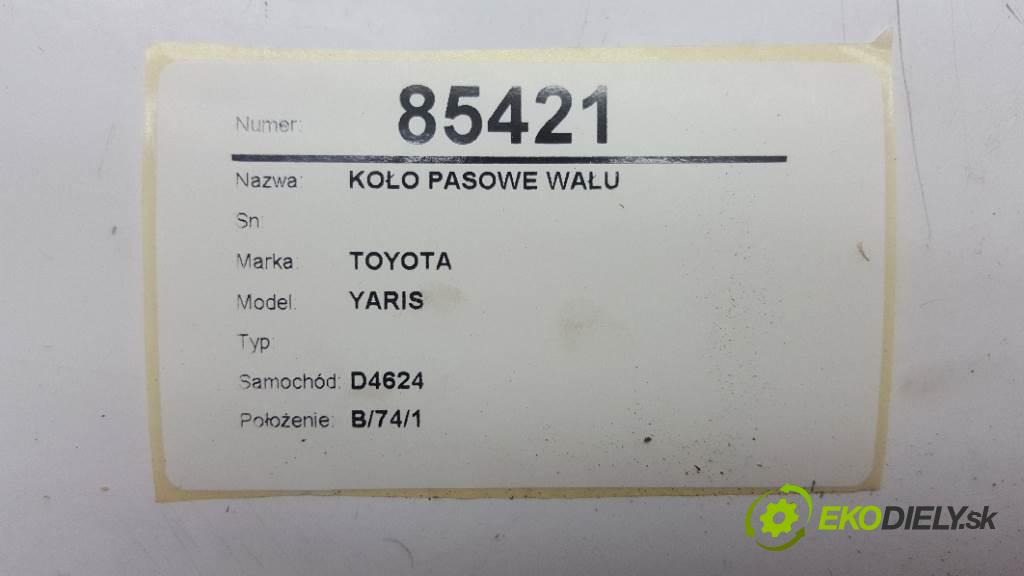 Numer: 85421
Nazwa: KOŁO PASOWE WAŁU
Sn:
Marka: TOYOTA
Model: YARIS
Typ:
Samochód: D4624
Położenie: B/74/1
EKODIELY.sk